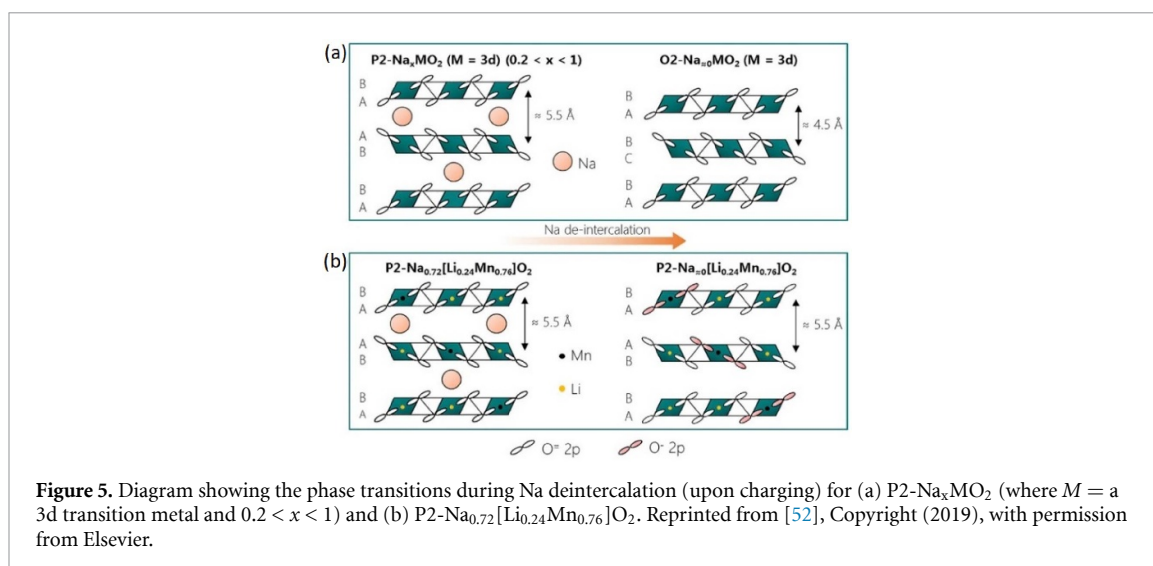 (a)
P2-NaₓMO₂ (M = 3d) (0.2 < x < 1)
O2-Na₌₀MO₂ (M = 3d)
B
A
A
B
B
A
≈ 5.5 Å
Na
B
A
B
C
B
A
≈ 4.5 Å
Na de-intercalation
(b)
P2-Na₀.₇₂[Li₀.₂₄Mn₀.₇₆]O₂
P2-Na₌₀[Li₀.₂₄Mn₀.₇₆]O₂
B
A
A
B
B
A
≈ 5.5 Å
Mn
Li
B
A
A
B
B
A
≈ 5.5 Å
O⁼ 2p
O⁻ 2p
Figure 5. Diagram showing the phase transitions during Na deintercalation (upon charging) for (a) P2-NaₓMO₂ (where M = a
3d transition metal and 0.2 < x < 1) and (b) P2-Na₀.₇₂[Li₀.₂₄Mn₀.₇₆]O₂. Reprinted from [52], Copyright (2019), with permission
from Elsevier.